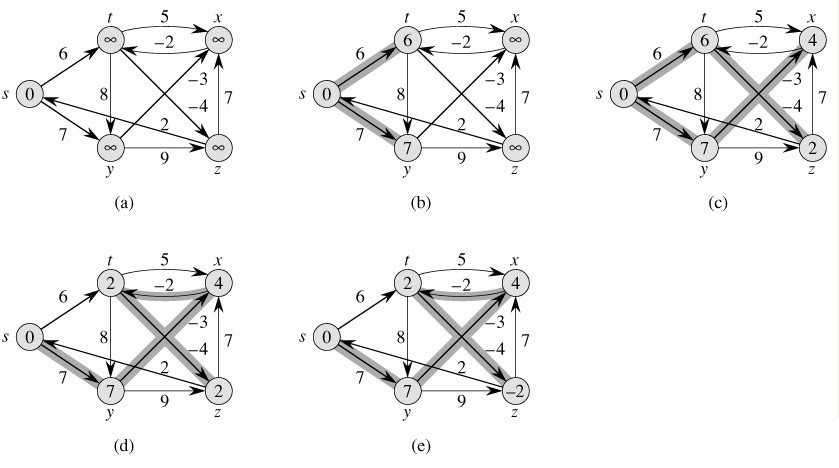 t 5 x
6 ∞ –2 ∞
s 0 8 –3 –4 7
7 2
∞ 9 ∞
y z
(a)
t 5 x
6 6 –2 ∞
s 0 8 –3 –4 7
7 2
7 9 ∞
y z
(b)
t 5 x
6 6 –2 4
s 0 8 –3 –4 7
7 2
7 9 2
y z
(c)
t 5 x
6 2 –2 4
s 0 8 –3 –4 7
7 2
7 9 2
y z
(d)
t 5 x
6 2 –2 4
s 0 8 –3 –4 7
7 2
7 9 –2
y z
(e)